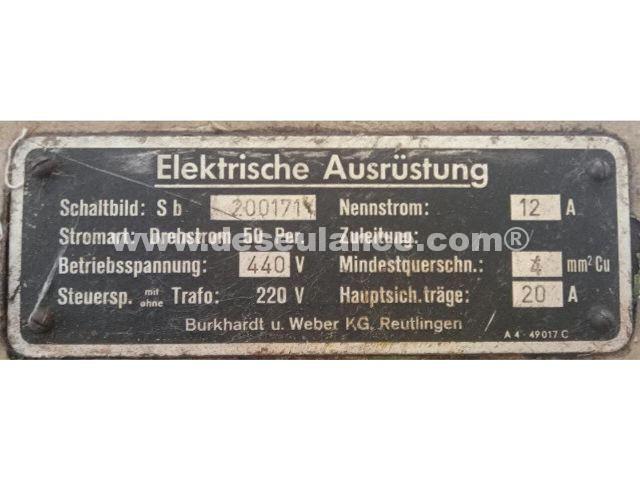 Elektrische Ausrüstung
Schaltbild: S b 200171 Nennstrom: 12 A
Stromart: Drehstrom 50 Per. Zuleitung:
Betriebsspannung: 440 V Mindestquerschn.: 4 mm² Cu
Steuersp. mit ohne Trafo: 220 V Hauptsich.träge: 20 A
Burkhardt u. Weber KG. Reutlingen
A 4 - 49017 C